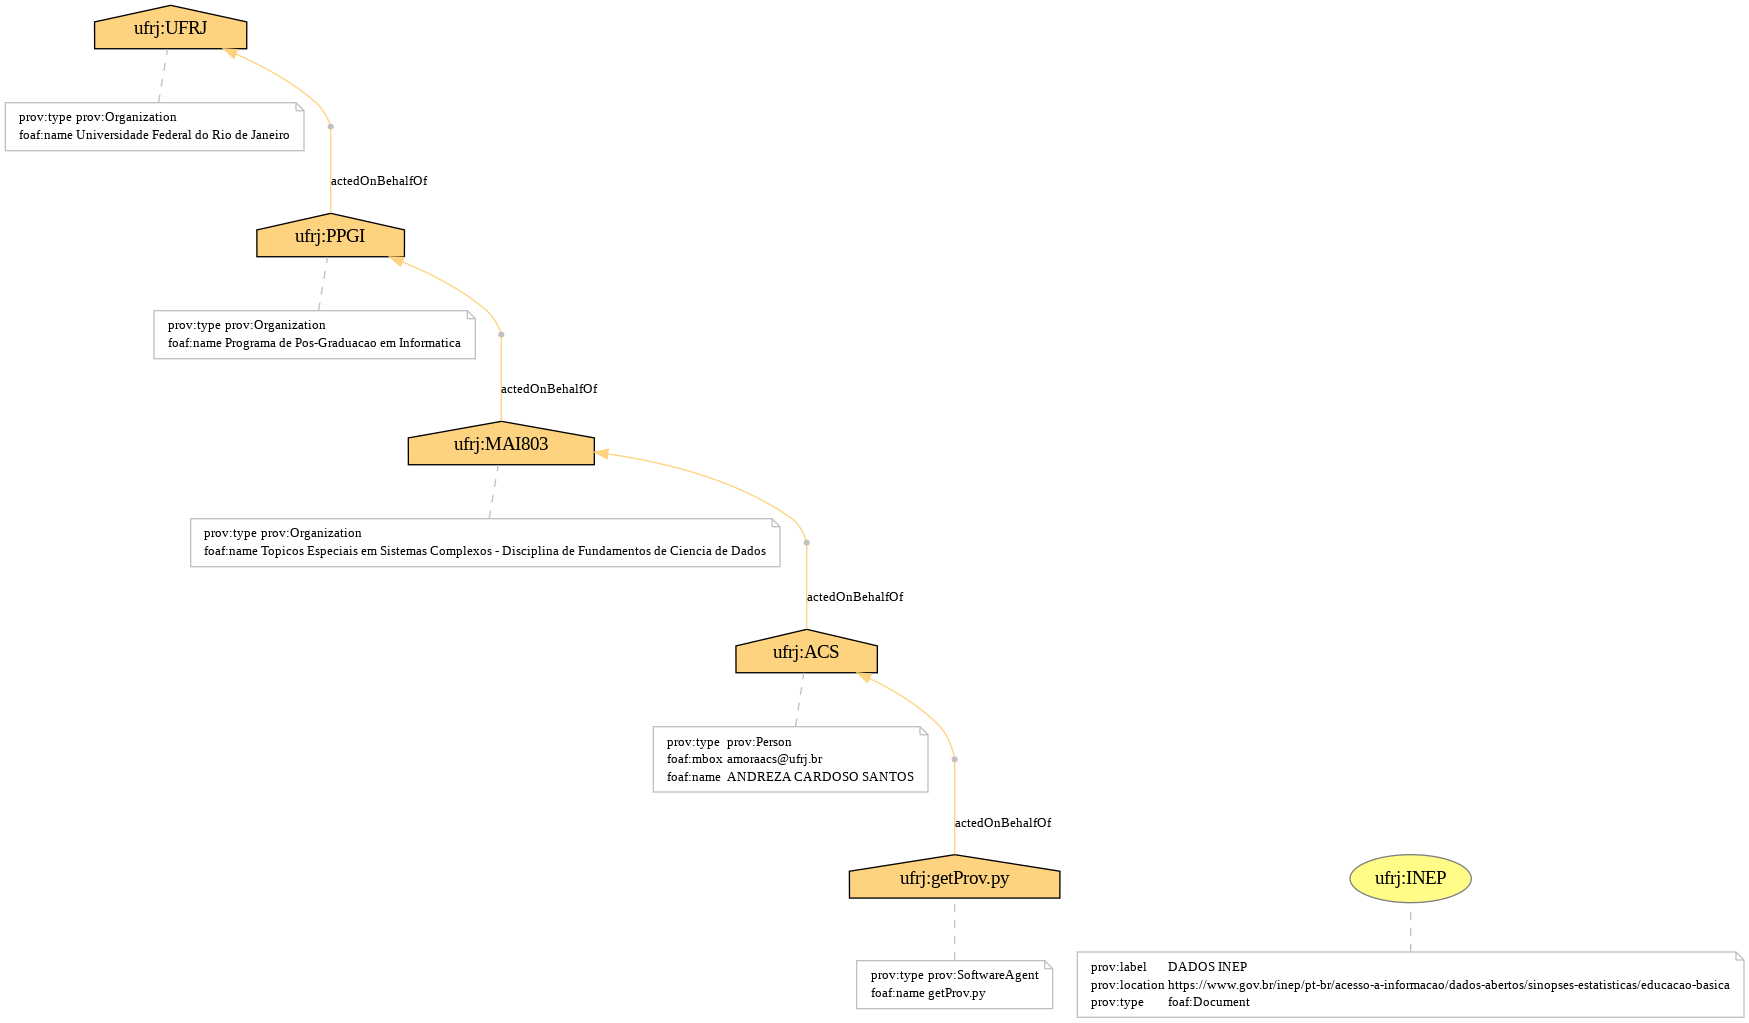 ufrj:UFRJ
prov:type prov:Organization
foaf:name Universidade Federal do Rio de Janeiro
actedOnBehalfOf
ufrj:PPGI
prov:type prov:Organization
foaf:name Programa de Pos-Graduacao em Informatica
actedOnBehalfOf
ufrj:MAI803
prov:type prov:Organization
foaf:name Topicos Especiais em Sistemas Complexos - Disciplina de Fundamentos de Ciencia de Dados
actedOnBehalfOf
ufrj:ACS
prov:type prov:Person
foaf:mbox amoraacs@ufrj.br
foaf:name ANDREZA CARDOSO SANTOS
actedOnBehalfOf
ufrj:getProv.py
prov:type prov:SoftwareAgent
foaf:name getProv.py
ufrj:INEP
prov:label DADOS INEP
prov:location https://www.gov.br/inep/pt-br/acesso-a-informacao/dados-abertos/sinopses-estatisticas/educacao-basica
prov:type foaf:Document